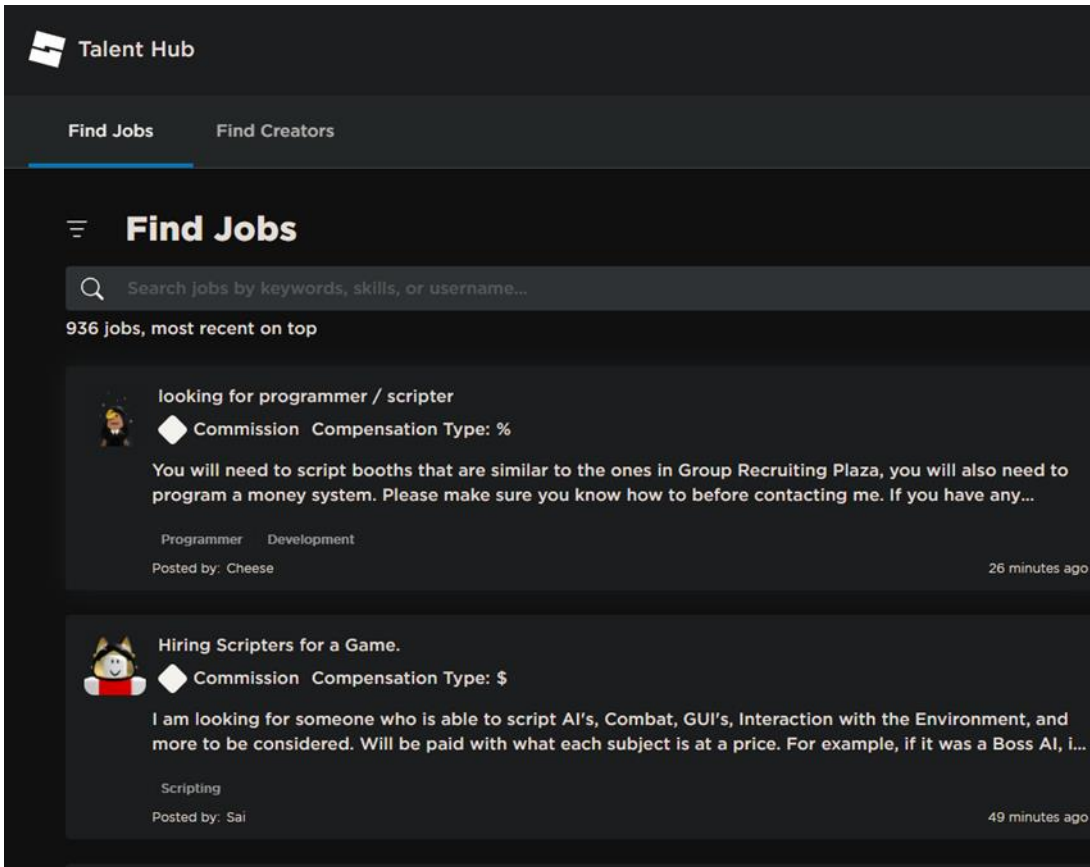 Talent Hub
Find Jobs Find Creators
Find Jobs
Search jobs by keywords, skills, or username...
936 jobs, most recent on top
looking for programmer / scripter
Commission Compensation Type: %
You will need to script booths that are similar to the ones in Group Recruiting Plaza, you will also need to
program a money system. Please make sure you know how to before contacting me. If you have any...
Programmer Development
Posted by: Cheese 26 minutes ago
Hiring Scripters for a Game.
Commission Compensation Type: $
I am looking for someone who is able to script AI's, Combat, GUI's, Interaction with the Environment, and
more to be considered. Will be paid with what each subject is at a price. For example, if it was a Boss AI, i...
Scripting
Posted by: Sai 49 minutes ago